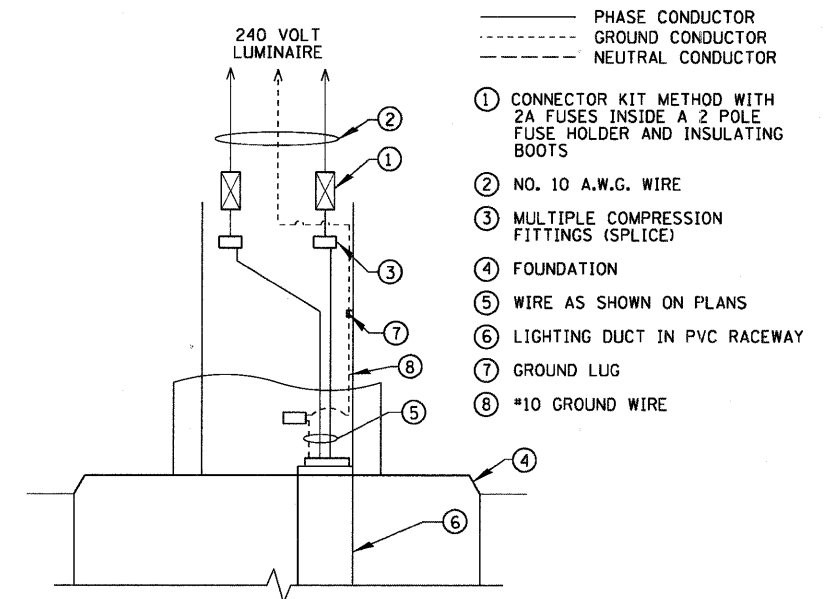 240 VOLT
LUMINAIRE
PHASE CONDUCTOR
GROUND CONDUCTOR
NEUTRAL CONDUCTOR
① CONNECTOR KIT METHOD WITH
2A FUSES INSIDE A 2 POLE
FUSE HOLDER AND INSULATING
BOOTS
② NO. 10 A.W.G. WIRE
③ MULTIPLE COMPRESSION
FITTINGS (SPLICE)
④ FOUNDATION
⑤ WIRE AS SHOWN ON PLANS
⑥ LIGHTING DUCT IN PVC RACEWAY
⑦ GROUND LUG
⑧ #10 GROUND WIRE
②
①
③
⑦
⑧
⑤
④
⑥